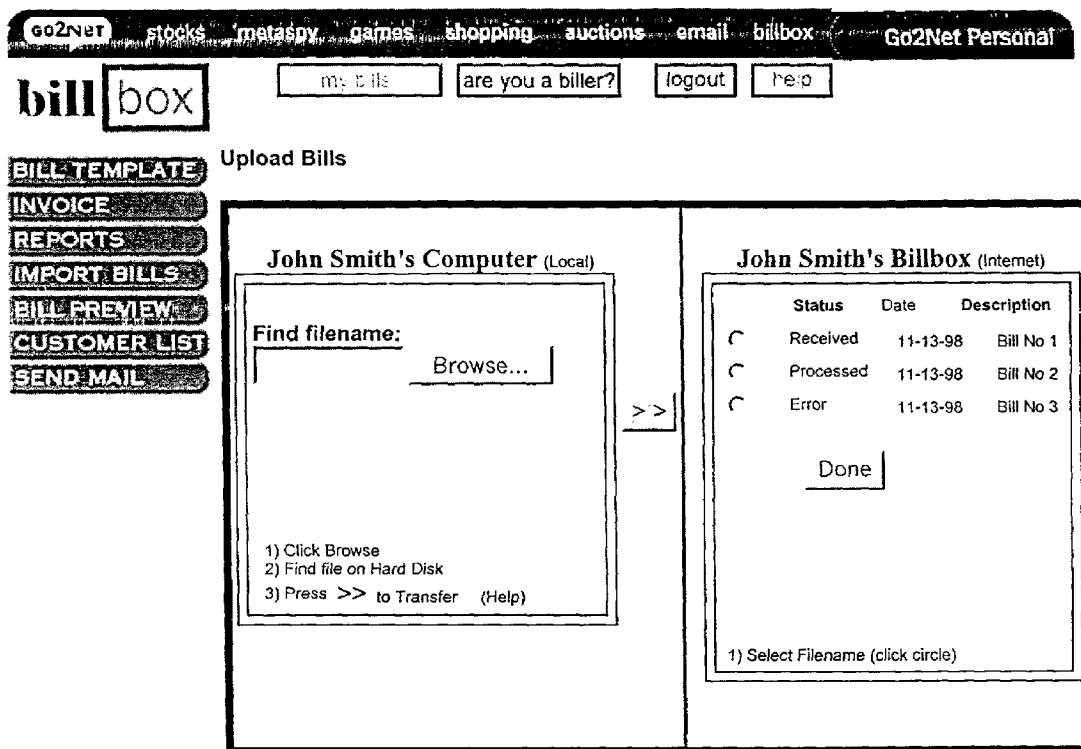 GO2NET stocks metaspy games shopping auctions email billbox Go2Net Personal
bill box
my bills are you a biller? logout help
BILL TEMPLATE
INVOICE
REPORTS
IMPORT BILLS
BILL PREVIEW
CUSTOMER LIST
SEND MAIL
Upload Bills
John Smith's Computer (Local)
Find filename:
Browse...
1) Click Browse
2) Find file on Hard Disk
3) Press >> to Transfer (Help)
>>
John Smith's Billbox (Internet)
Status Date Description
Received 11-13-98 Bill No 1
Processed 11-13-98 Bill No 2
Error 11-13-98 Bill No 3
Done
1) Select Filename (click circle)